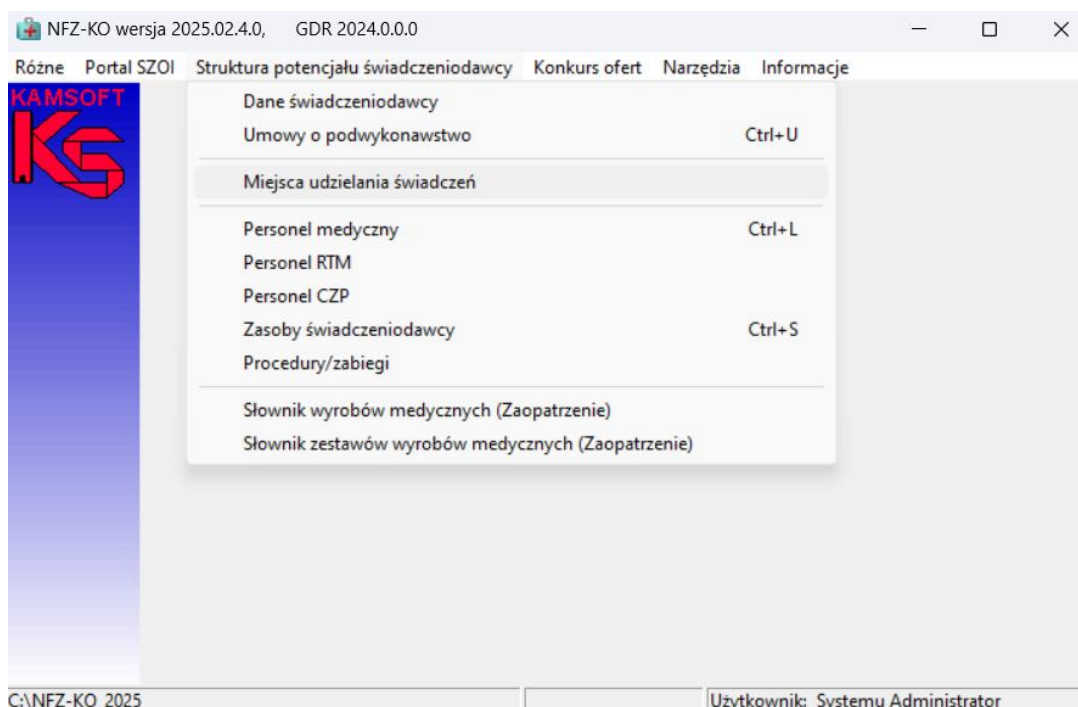 NFZ-KO wersja 2025.02.4.0, GDR 2024.0.0.0
Różne Portal SZOI Struktura potencjału świadczeniodawcy Konkurs ofert Narzędzia Informacje
KAMSOFT
KS
Dane świadczeniodawcy
Umowy o podwykonawstwo Ctrl+U
Miejsca udzielania świadczeń
Personel medyczny Ctrl+L
Personel RTM
Personel CZP
Zasoby świadczeniodawcy Ctrl+S
Procedury/zabiegi
Słownik wyrobów medycznych (Zaopatrzenie)
Słownik zestawów wyrobów medycznych (Zaopatrzenie)
C:\NFZ-KO_2025 Użytkownik: Systemu Administrator